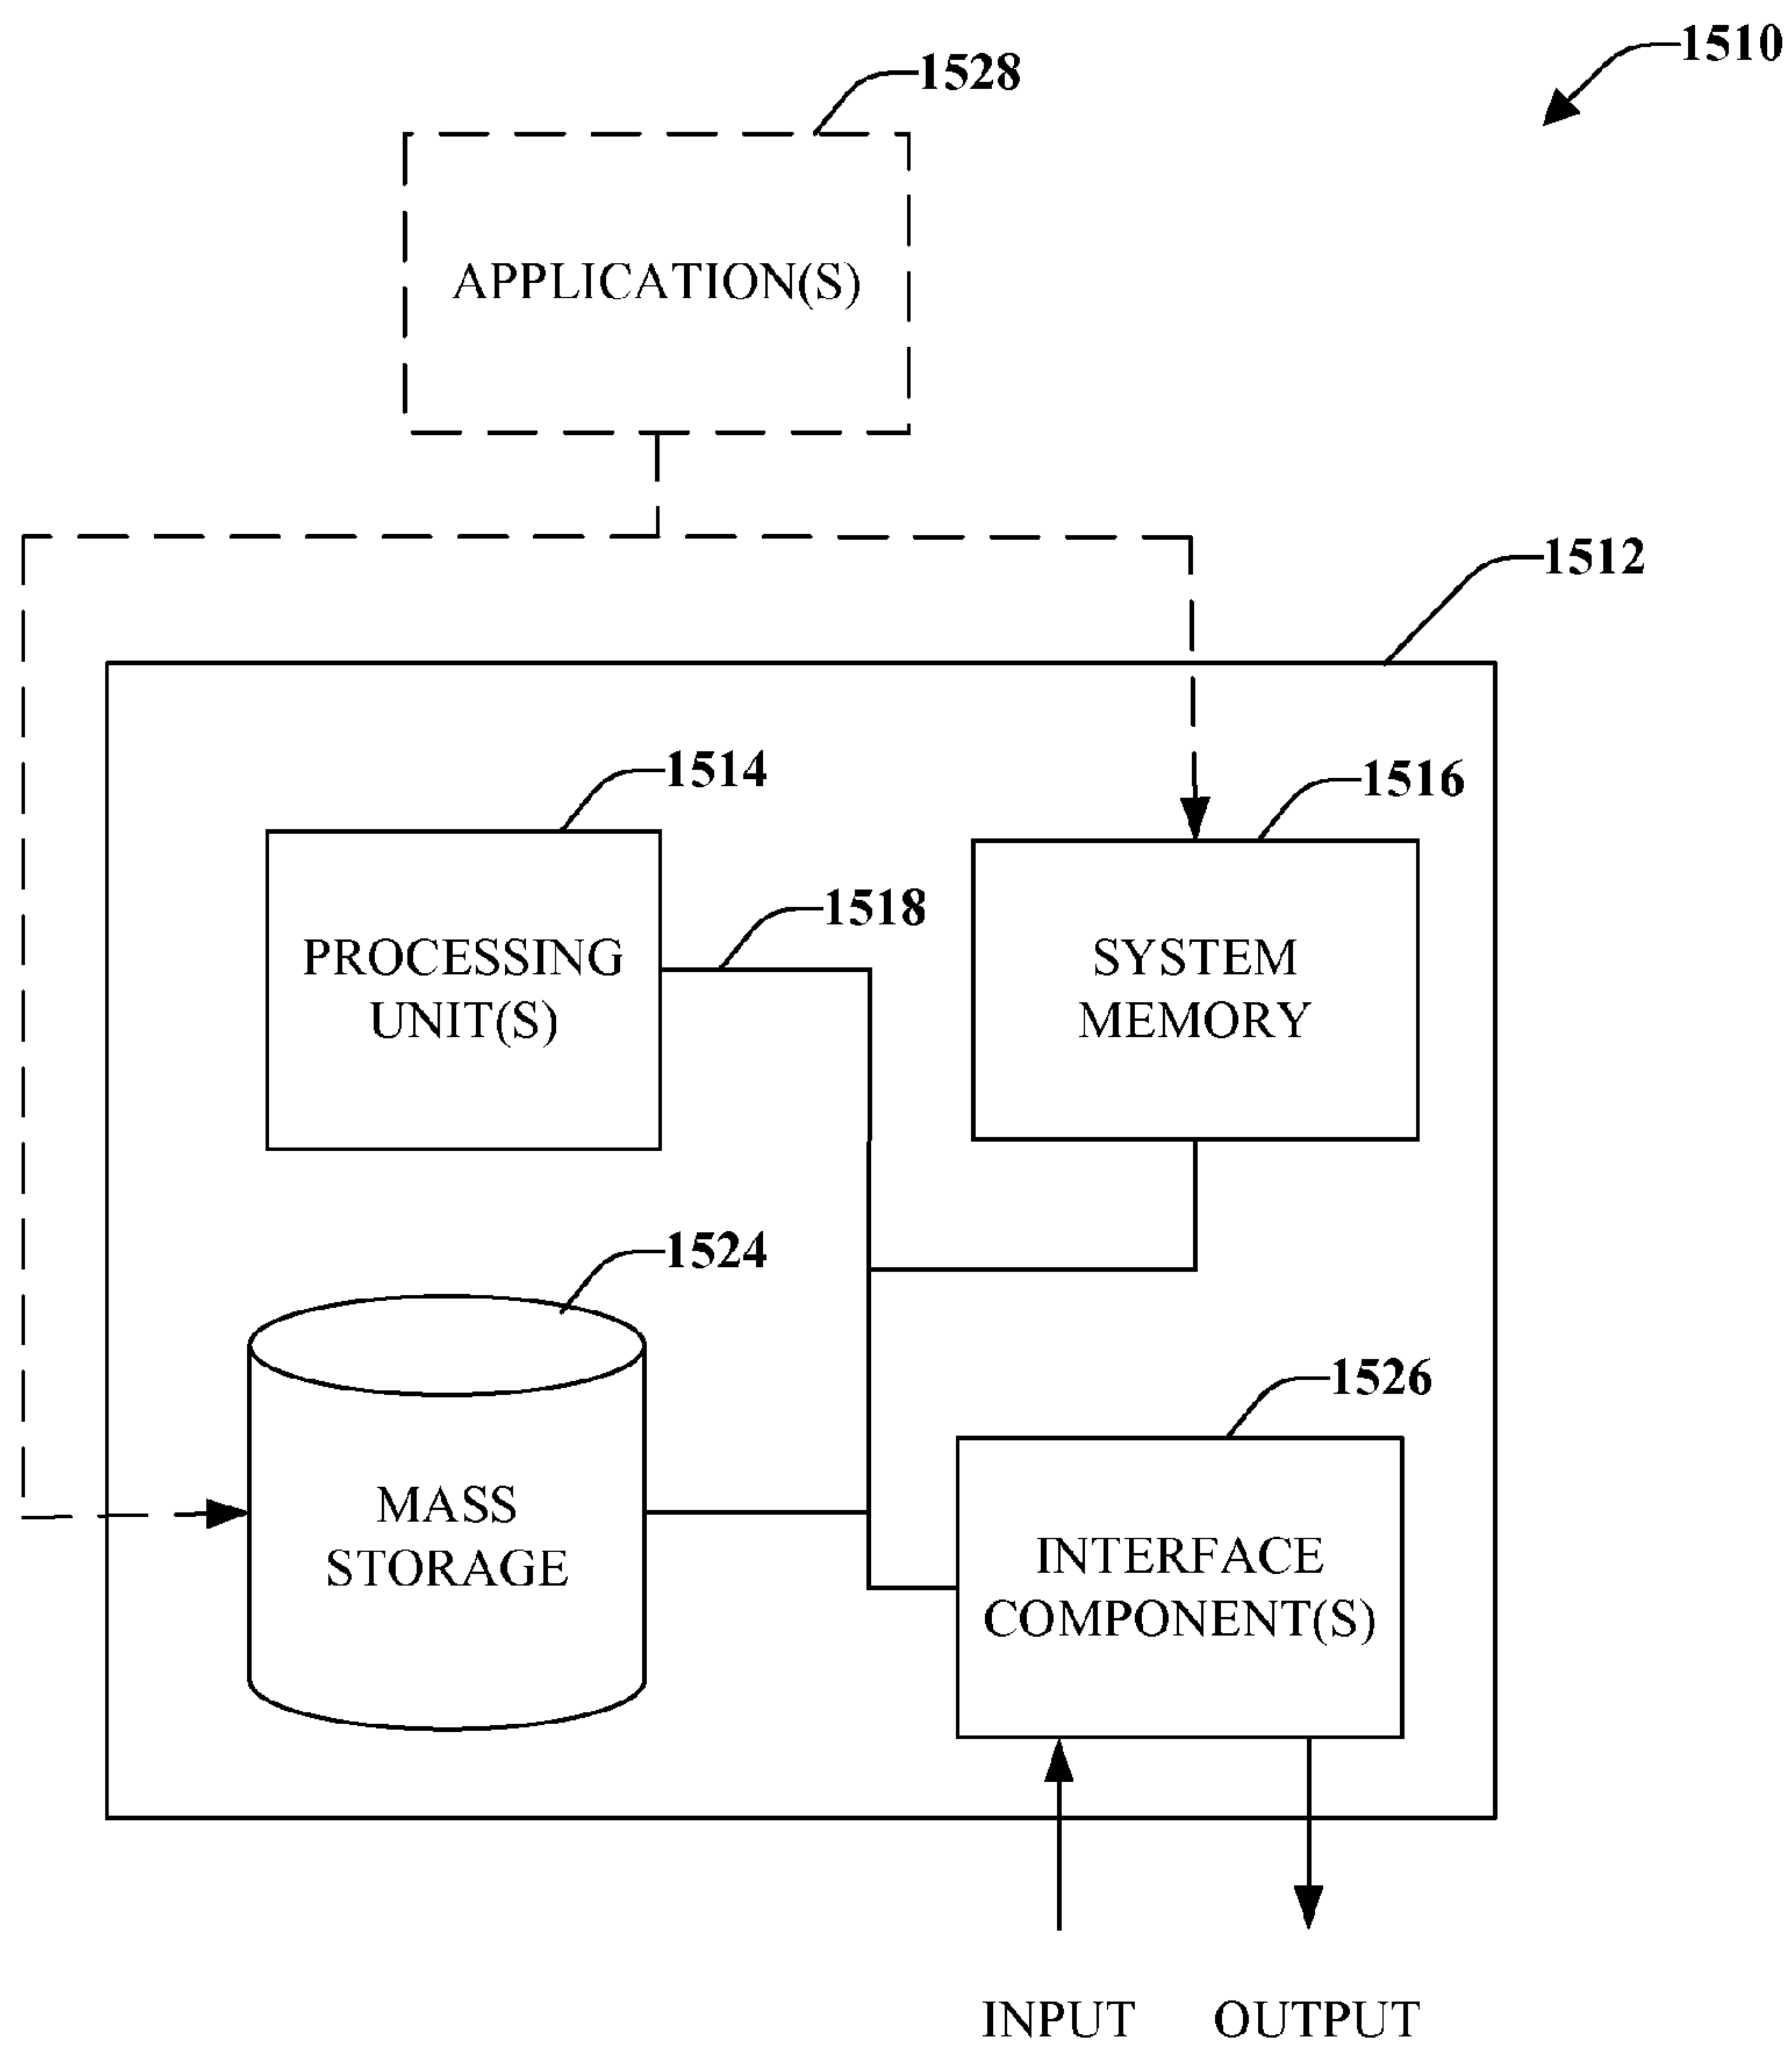 1510
1528
APPLICATION(S)
1512
1514
1516
1518
PROCESSING
UNIT(S)
SYSTEM
MEMORY
1524
1526
MASS
STORAGE
INTERFACE
COMPONENT(S)
INPUT
OUTPUT